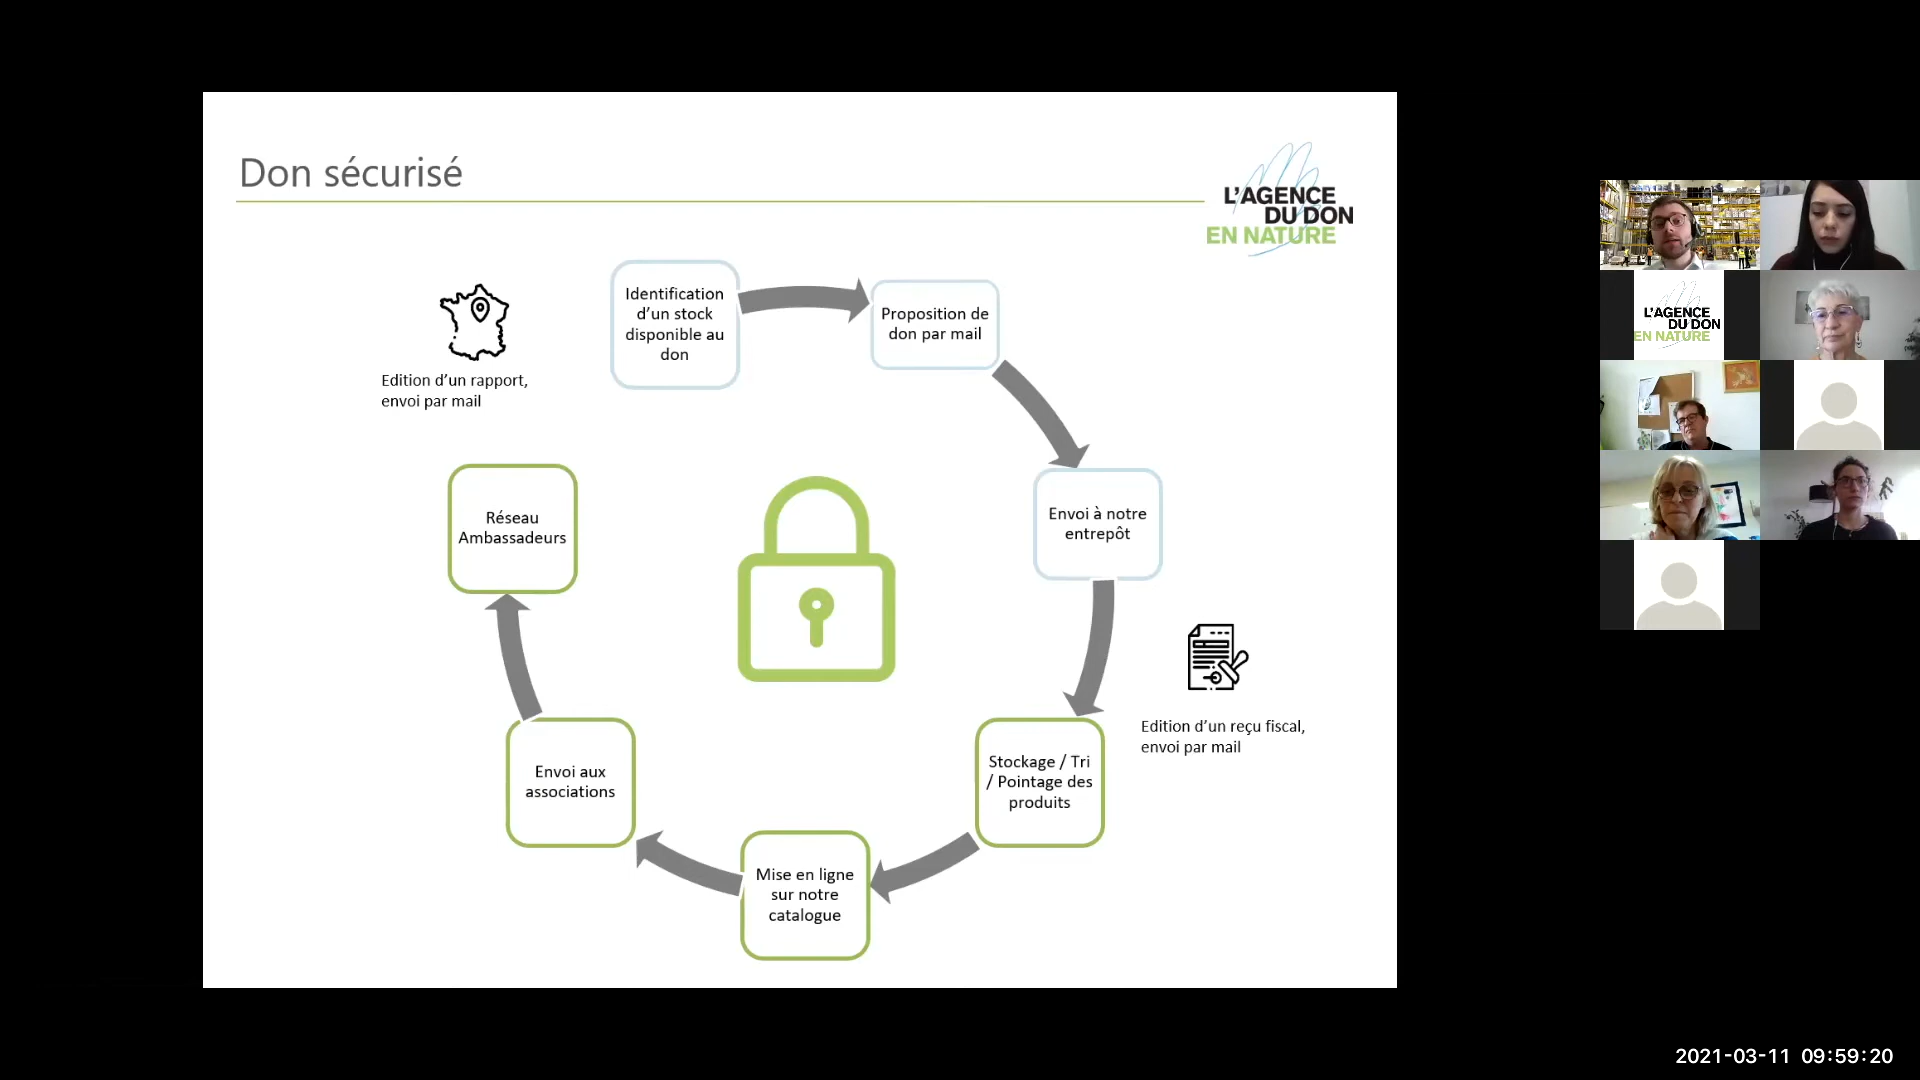 Don sécurisé
L'AGENCE
DU DON
EN NATURE
Identification
d'un stock
disponible au
don
Proposition de
don par mail
Edition d'un rapport,
envoi par mail
Réseau
Ambassadeurs
Envoi à notre
entrepôt
Edition d'un reçu fiscal,
envoi par mail
Stockage / Tri
/ Pointage des
produits
Envoi aux
associations
Mise en ligne
sur notre
catalogue
L'AGENCE
DU DON
EN NATURE
2021-03-11 09:59:20